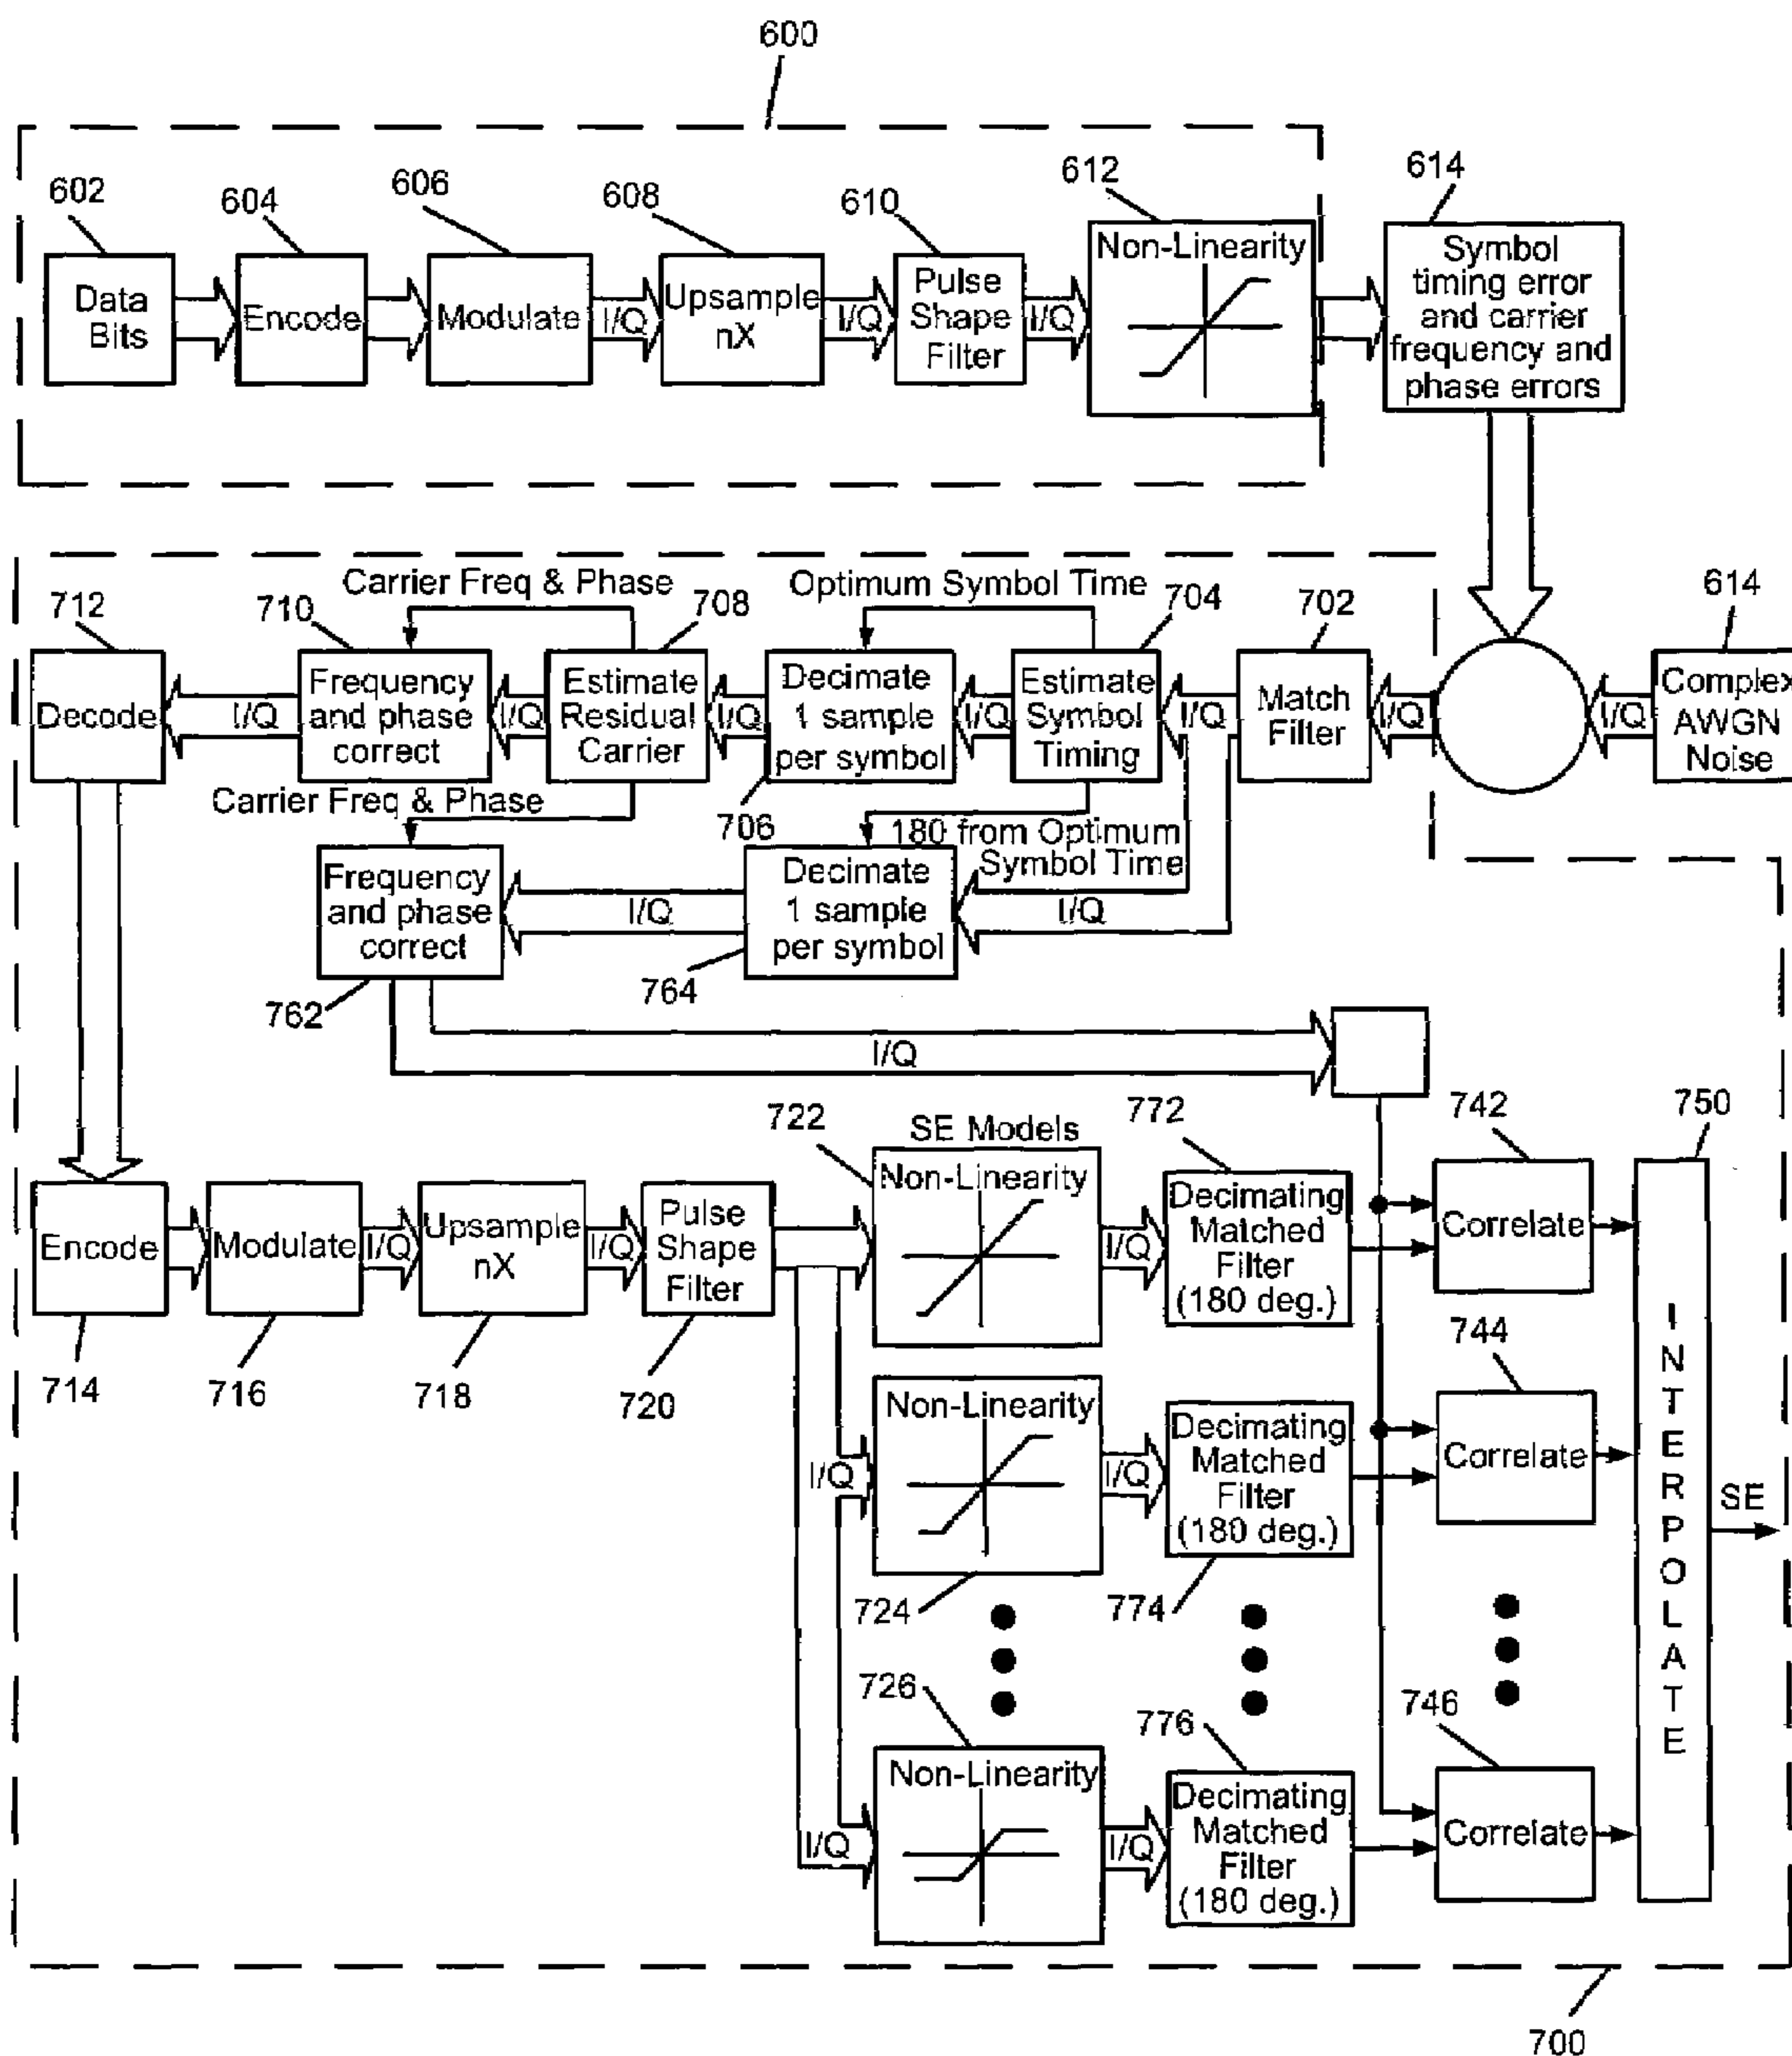 600
602
604
606
608
610
612
614
Data
Bits
Encode
Modulate
I/Q
Upsample
nX
I/Q
Pulse
Shape
Filter
I/Q
Non-Linearity
Symbol
timing error
and carrier
frequency and
phase errors
712
710
Carrier Freq & Phase
708
Optimum Symbol Time
704
702
614
Decode
I/Q
Frequency
and phase
correct
I/Q
Estimate
Residual
Carrier
I/Q
Decimate
1 sample
per symbol
I/Q
Estimate
Symbol
Timing
I/Q
Match
Filter
I/Q
I/Q
Complex
AWGN
Noise
Carrier Freq & Phase
706
180 from Optimum
Symbol Time
Frequency
and phase
correct
I/Q
Decimate
1 sample
per symbol
I/Q
762
764
I/Q
722
SE Models
772
742
750
Encode
Modulate
I/Q
Upsample
nX
I/Q
Pulse
Shape
Filter
Non-Linearity
I/Q
Decimating
Matched
Filter
(180 deg.)
Correlate
714
716
718
720
744
I/Q
Non-Linearity
I/Q
Decimating
Matched
Filter
(180 deg.)
Correlate
724
774
INTERPOLATE
SE
726
776
746
I/Q
Non-Linearity
I/Q
Decimating
Matched
Filter
(180 deg.)
Correlate
700